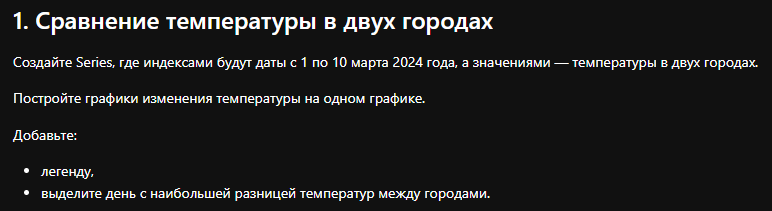 1. Сравнение температуры в двух городах
Создайте Series, где индексами будут даты с 1 по 10 марта 2024 года, а значениями — температуры в двух городах.
Постройте графики изменения температуры на одном графике.
Добавьте:
• легенду,
• выделите день с наибольшей разницей температур между городами.